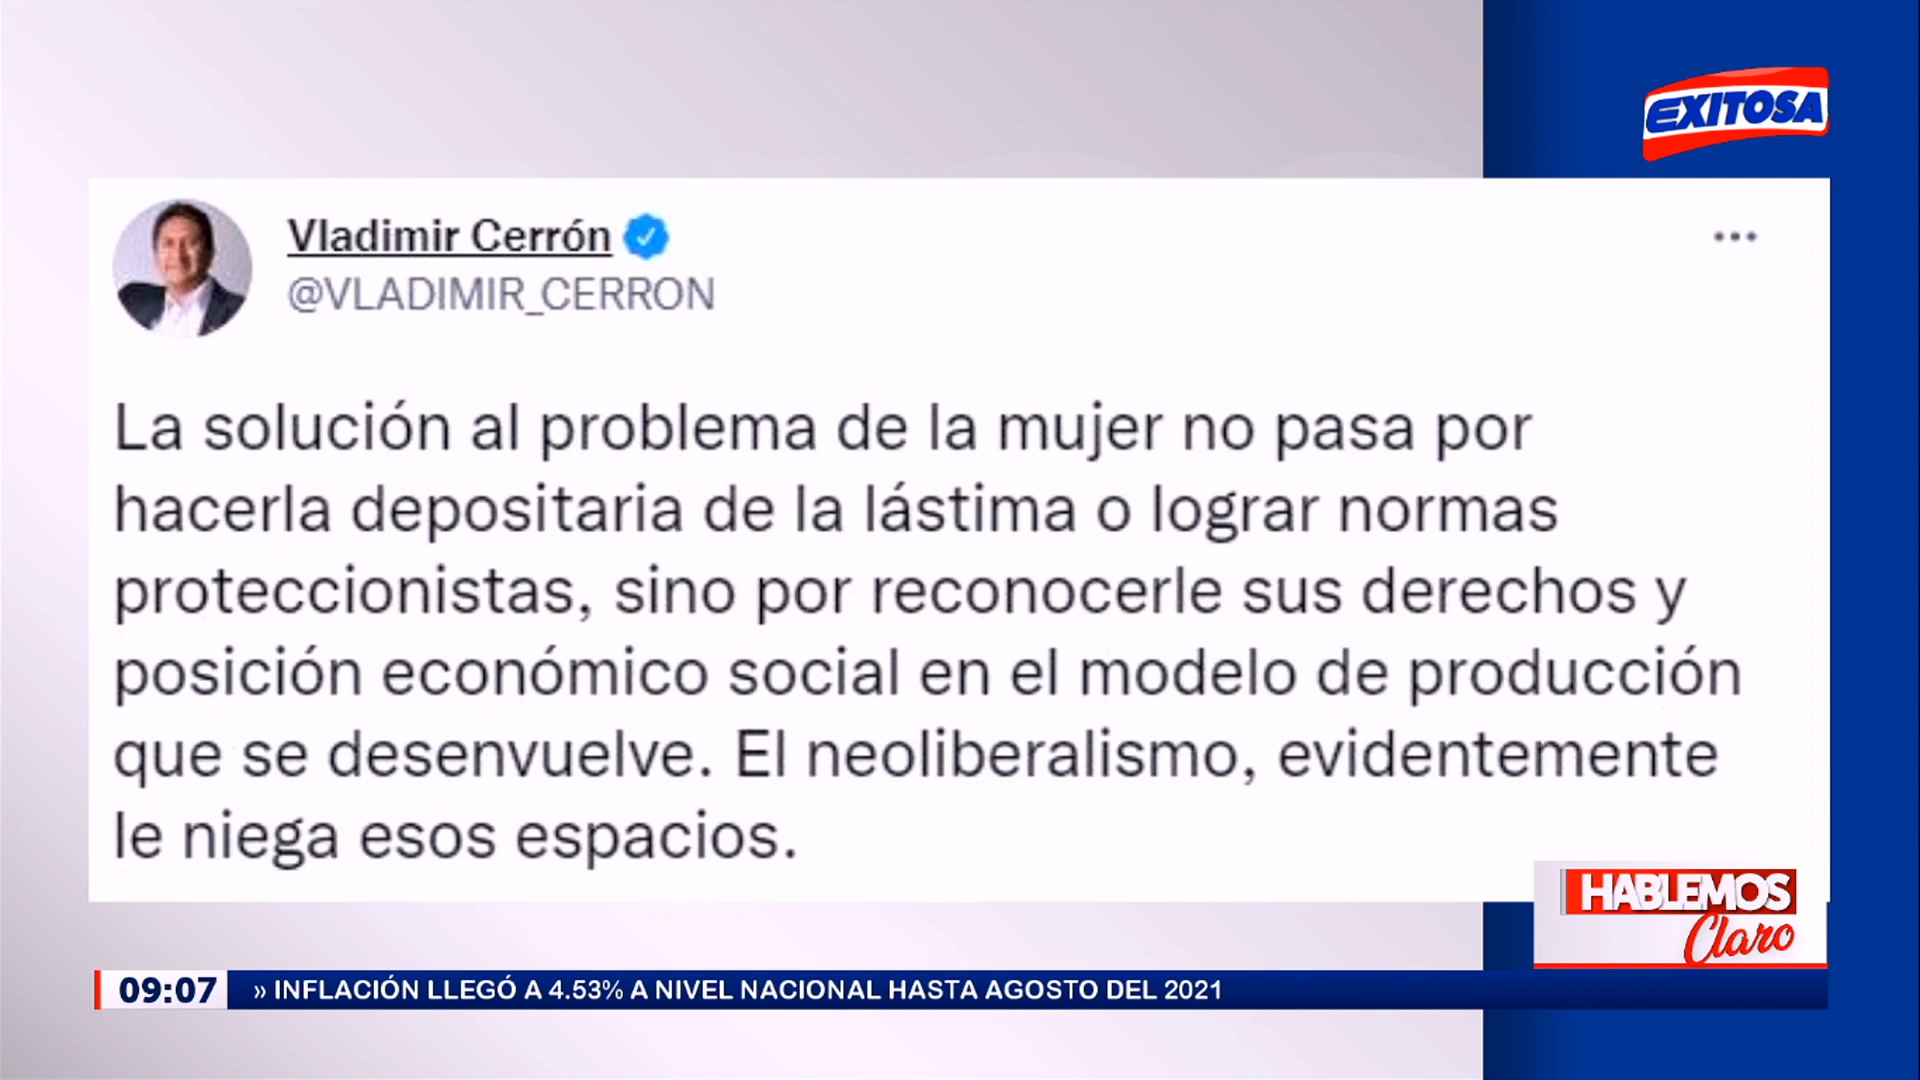 EXITOSA
Vladimir Cerrón
@VLADIMIR_CERRON
La solución al problema de la mujer no pasa por
hacerla depositaria de la lástima o lograr normas
proteccionistas, sino por reconocerle sus derechos y
posición económico social en el modelo de producción
que se desenvuelve. El neoliberalismo, evidentemente
le niega esos espacios.
HABLEMOS
Claro
09:07 » INFLACIÓN LLEGÓ A 4.53% A NIVEL NACIONAL HASTA AGOSTO DEL 2021